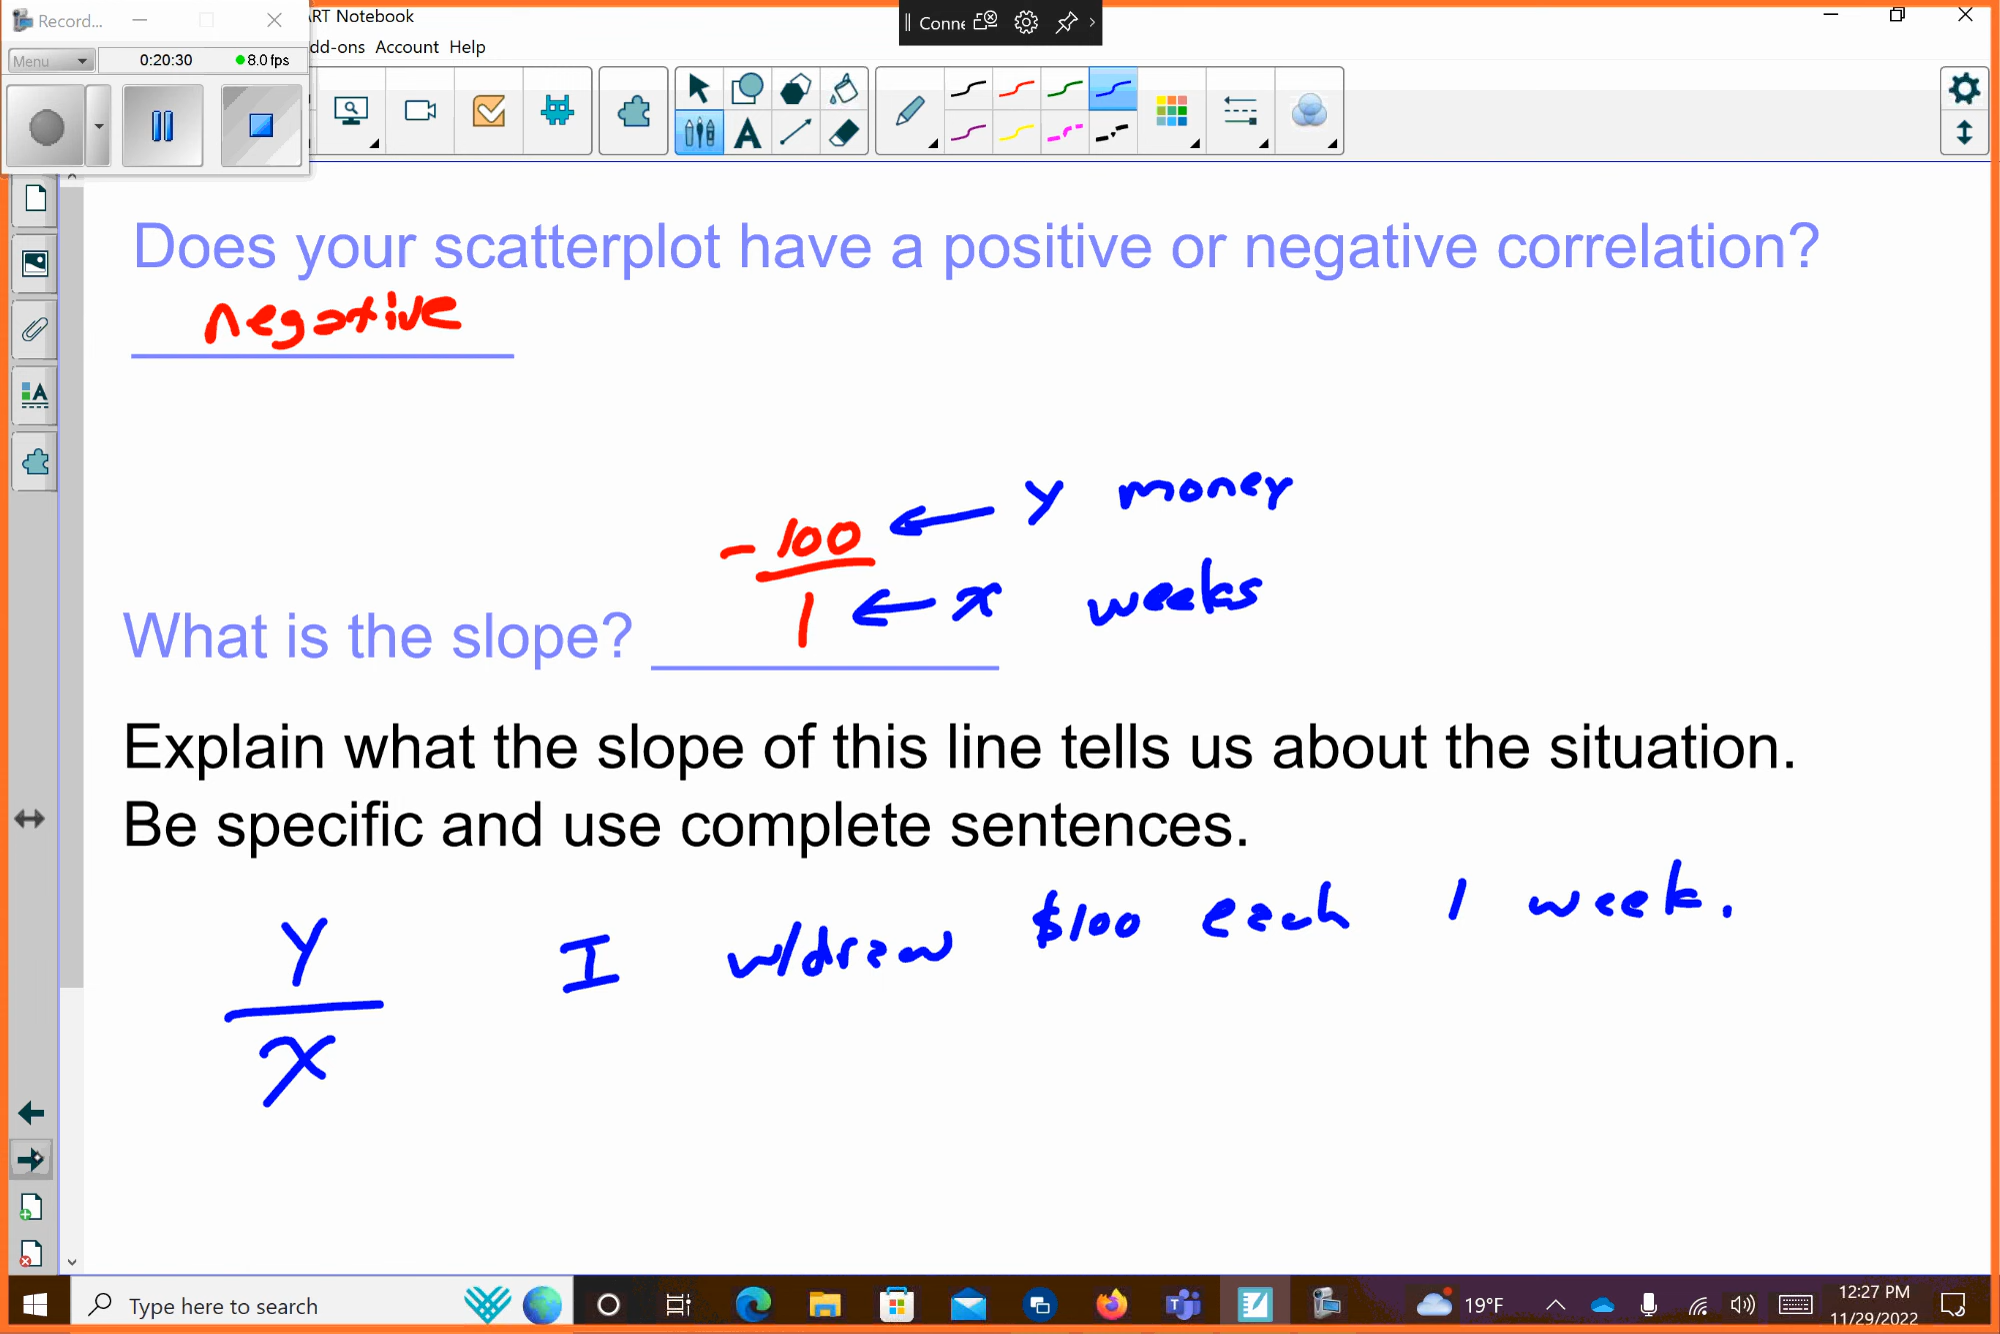 Record...
ART Notebook
Conne
Menu
0:20:30
8.0 fps
dd-ons Account Help
Does your scatterplot have a positive or negative correlation?
negative
-100 ← y money
1 ← x weeks
What is the slope?
Explain what the slope of this line tells us about the situation.
Be specific and use complete sentences.
y
x
I w/draw $100 each 1 week.
Type here to search
19°F
12:27 PM
11/29/2022